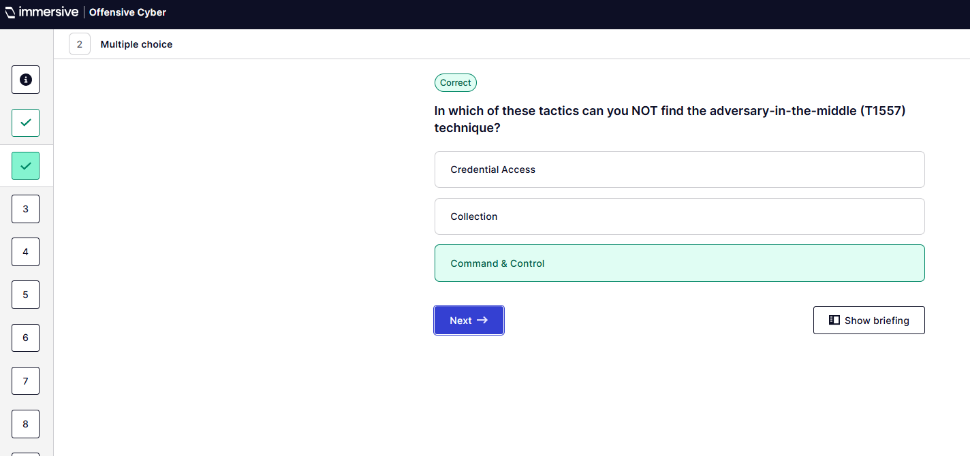 immersive | Offensive Cyber
2 Multiple choice
Correct
In which of these tactics can you NOT find the adversary-in-the-middle (T1557)
technique?
Credential Access
Collection
Command & Control
Next →
Show briefing
3
4
5
6
7
8